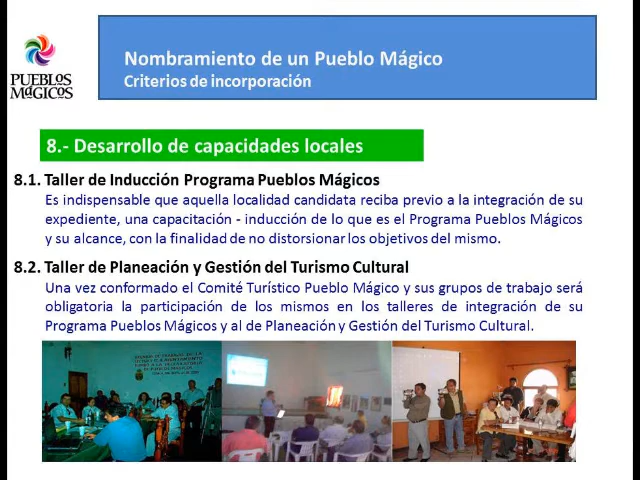 Nombramiento de un Pueblo Mágico
Criterios de incorporación
PUEBLOS
MáGICOS
8.- Desarrollo de capacidades locales
8.1. Taller de Inducción Programa Pueblos Mágicos
Es indispensable que aquella localidad candidata reciba previo a la integración de su
expediente, una capacitación - inducción de lo que es el Programa Pueblos Mágicos
y su alcance, con la finalidad de no distorsionar los objetivos del mismo.
8.2. Taller de Planeación y Gestión del Turismo Cultural
Una vez conformado el Comité Turístico Pueblo Mágico y sus grupos de trabajo será
obligatoria la participación de los mismos en los talleres de integración de su
Programa Pueblos Mágicos y al de Planeación y Gestión del Turismo Cultural.